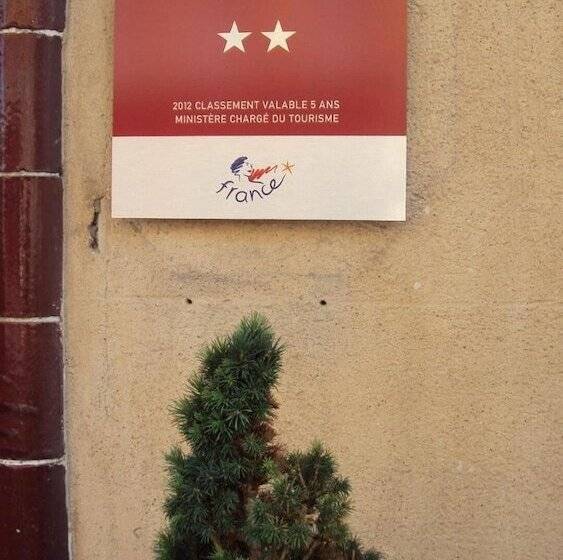 2012 CLASSEMENT VALABLE 5 ANS
MINISTÈRE CHARGÉ DU TOURISME
france